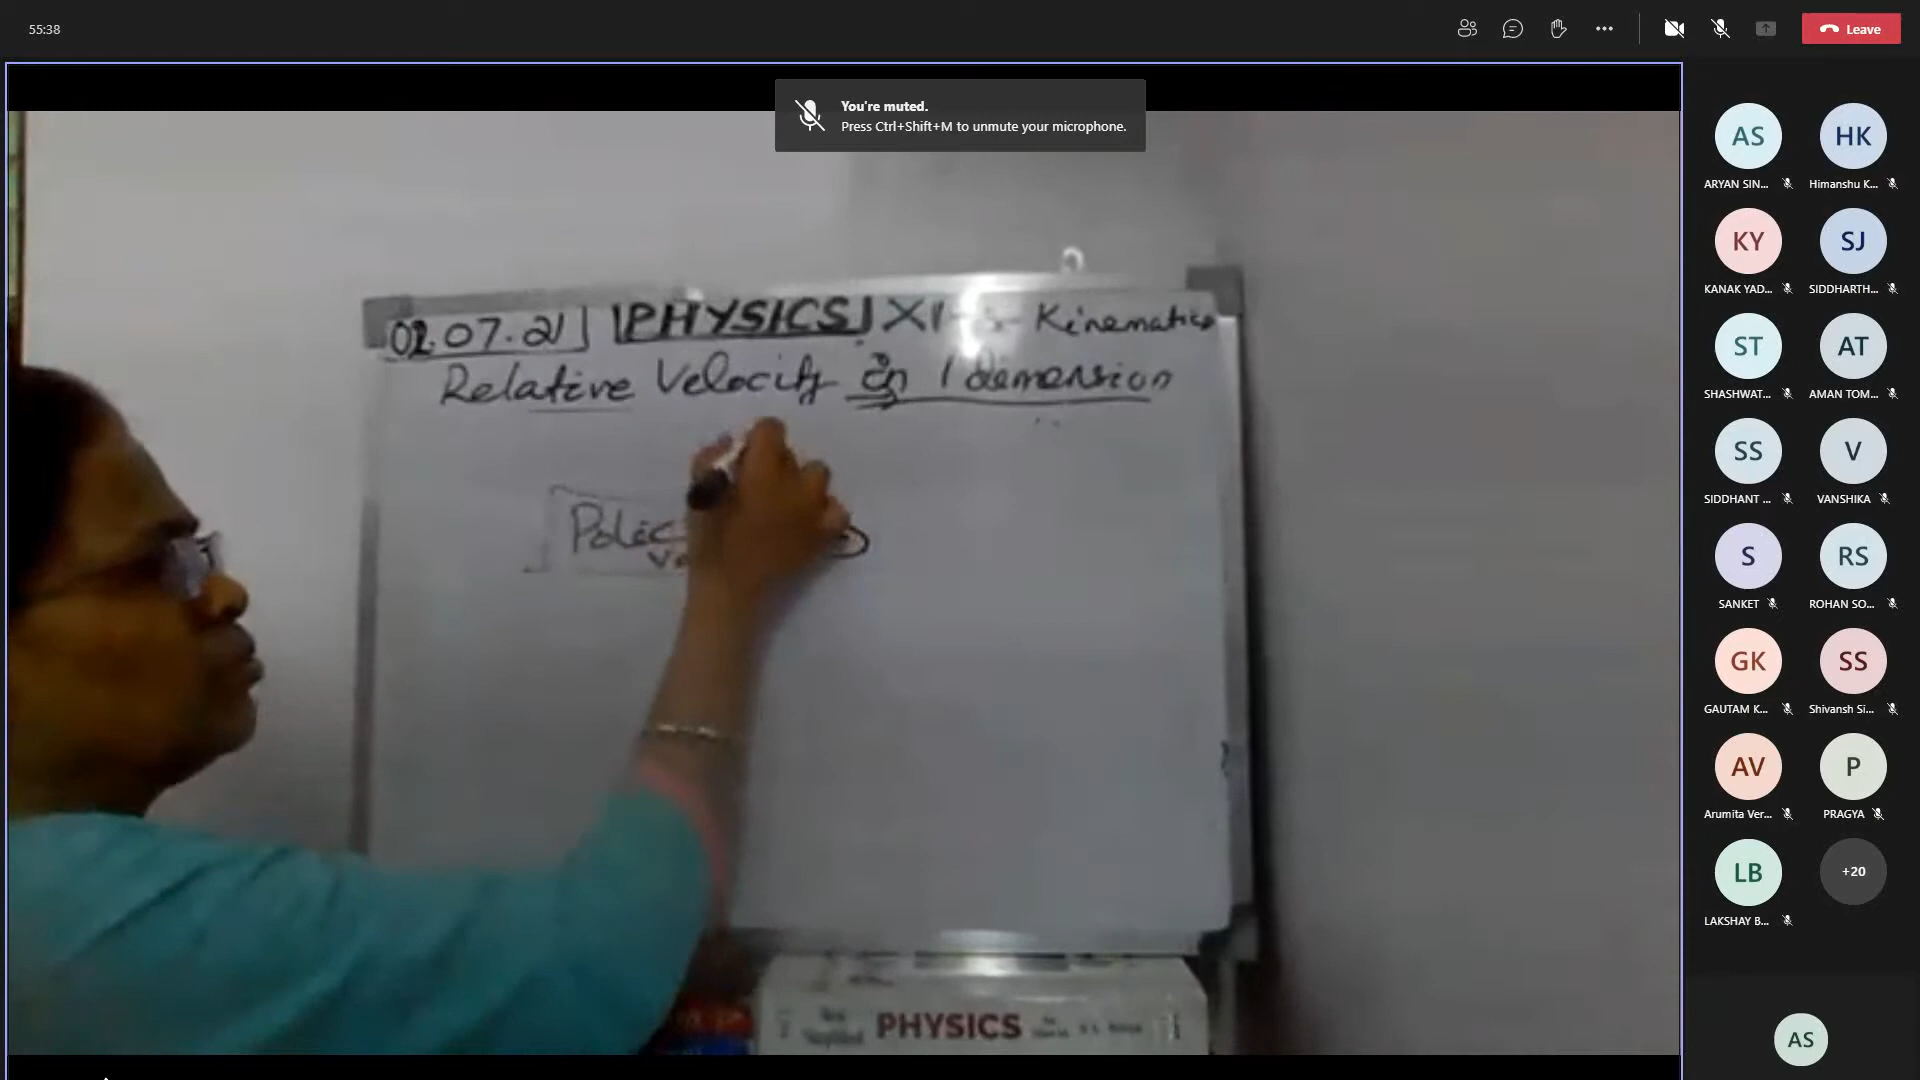 55:38
Leave
You're muted.
Press Ctrl+Shift+M to unmute your microphone.
02.07.21 PHYSICS XI Kinematics
Relative Velocity in 1 dimension
Polic
PHYSICS
AS HK
ARYAN SIN... Himanshu K...
KY SJ
KANAK YAD... SIDDHARTH...
ST AT
SHASHWAT... AMAN TOM...
SS V
SIDDHANT ... VANSHIKA
S RS
SANKET ROHAN SO...
GK SS
GAUTAM K... Shivansh Si...
AV P
Arumita Ver... PRAGYA
LB +20
LAKSHAY B...
AS